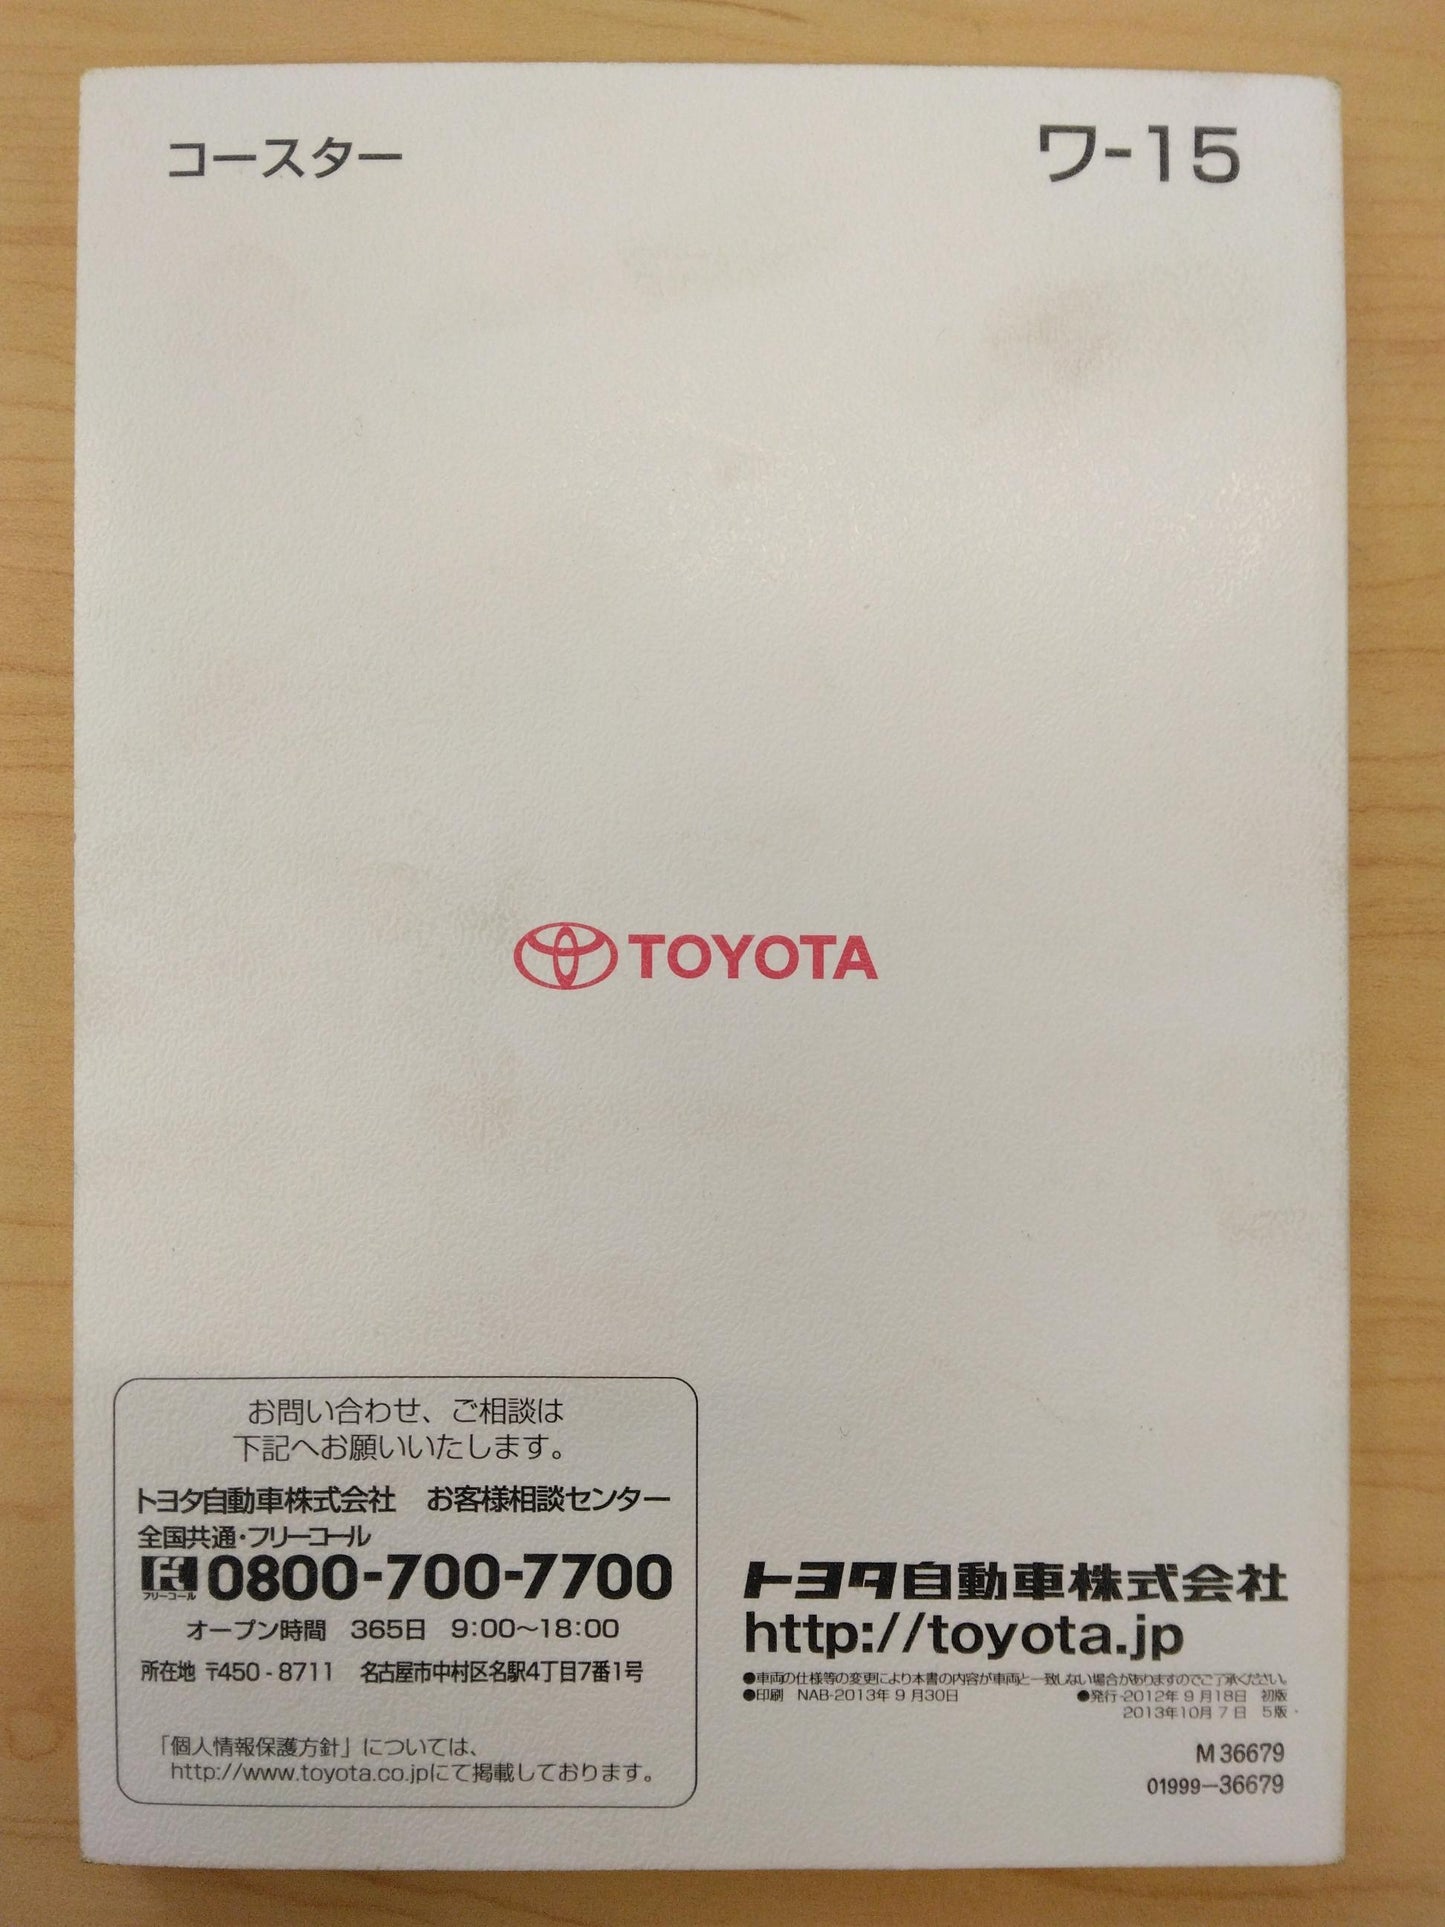 コースター
ワ-15
TOYOTA
お問い合わせ、ご相談は
下記へお願いいたします。
トヨタ自動車株式会社　お客様相談センター
全国共通・フリーコール
フリーコール 0800-700-7700
オープン時間　365日　9:00～18:00
所在地 〒450-8711　名古屋市中村区名駅4丁目7番1号
「個人情報保護方針」については、
http://www.toyota.co.jpにて掲載しております。
トヨタ自動車株式会社
http://toyota.jp
●車両の仕様等の変更により本書の内容が車両と一致しない場合がありますのでご了承ください。
●印刷　NAB-2013年 9 月30日　●発行-2012年 9 月18日　初版
2013年10月 7 日　5版
M 36679
01999-36679